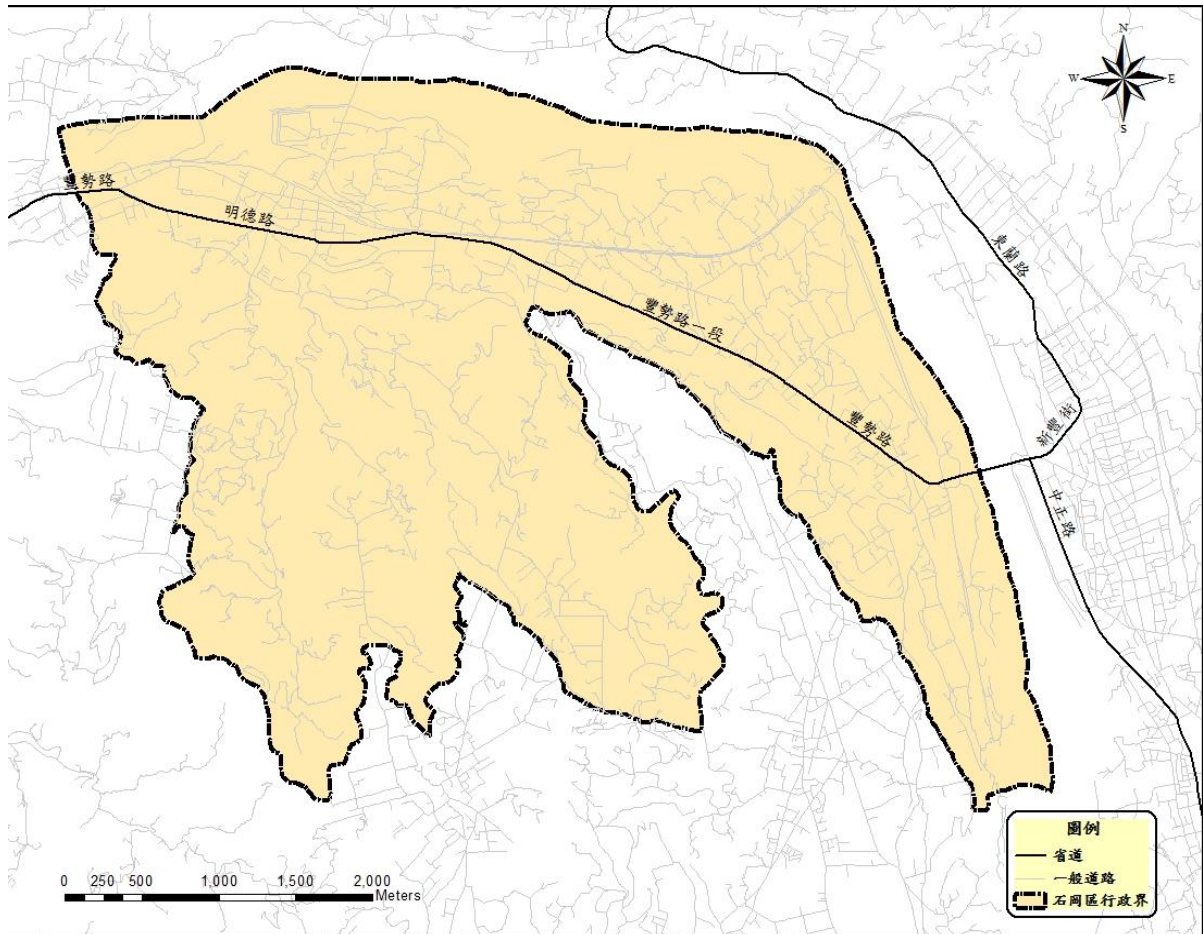 N
W
E
S
豐勢路
明德路
豐勢路一段
東蘭路
豐勢路
新豐街
中正路
圖例
省道
一般道路
石岡區行政界
0 250 500 1,000 1,500 2,000
Meters